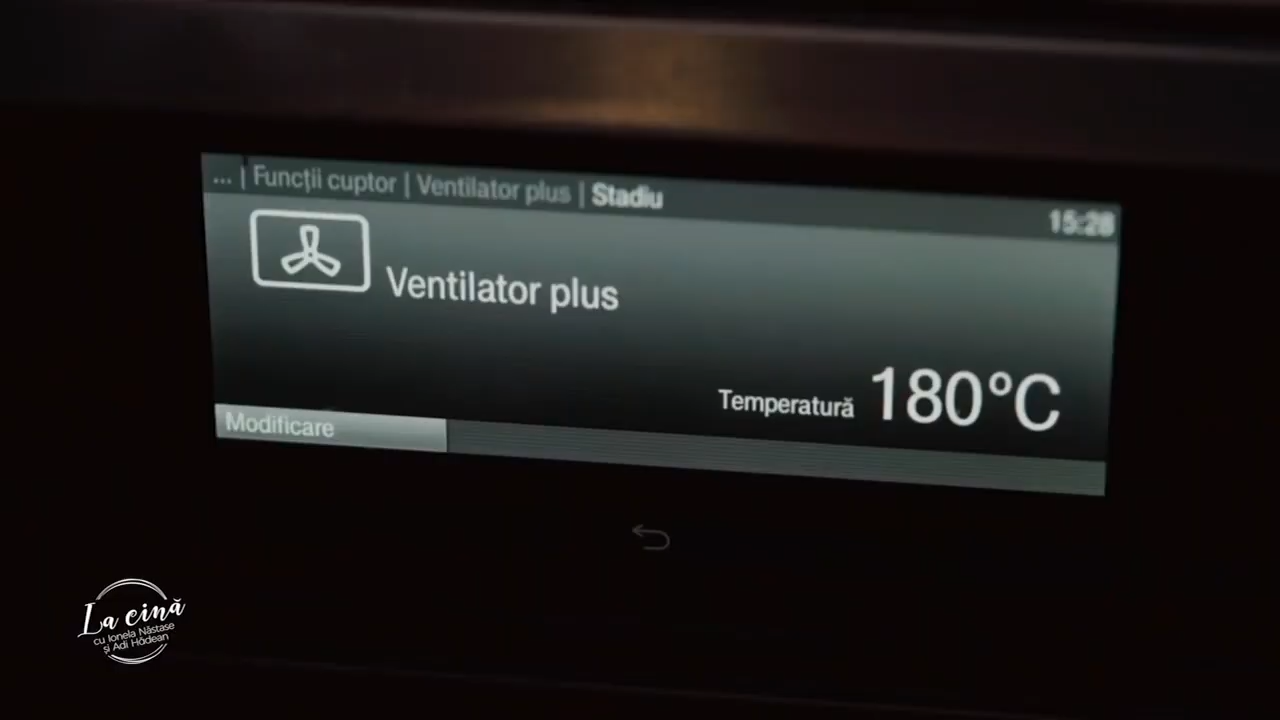 ... | Funcții cuptor | Ventilator plus | Stadiu
15:28
Ventilator plus
Temperatură 180°C
Modificare
La cină
cu Ionela Năstase
și Adi Hădean